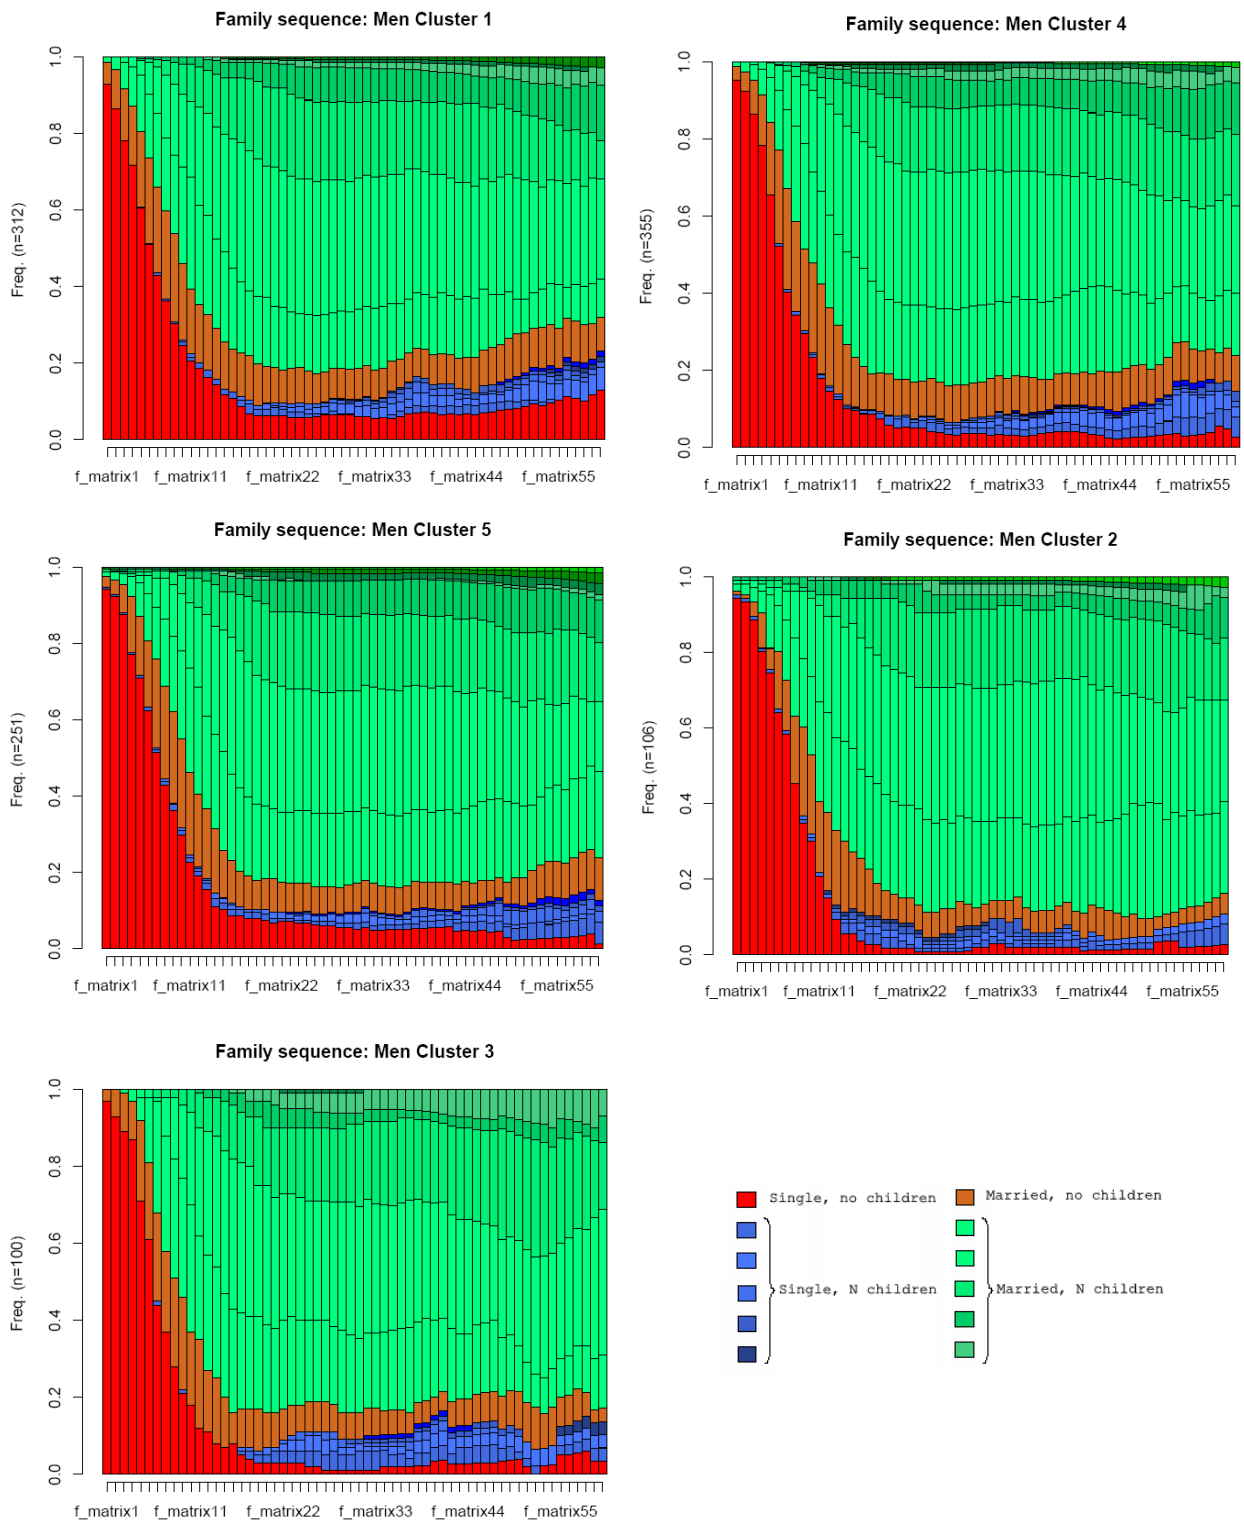 Family sequence: Men Cluster 1
Freq. (n=312)
0.0 0.2 0.4 0.6 0.8 1.0
f_matrix1 f_matrix11 f_matrix22 f_matrix33 f_matrix44 f_matrix55
Family sequence: Men Cluster 4
Freq. (n=355)
0.0 0.2 0.4 0.6 0.8 1.0
f_matrix1 f_matrix11 f_matrix22 f_matrix33 f_matrix44 f_matrix55
Family sequence: Men Cluster 5
Freq. (n=251)
0.0 0.2 0.4 0.6 0.8 1.0
f_matrix1 f_matrix11 f_matrix22 f_matrix33 f_matrix44 f_matrix55
Family sequence: Men Cluster 2
Freq. (n=106)
0.0 0.2 0.4 0.6 0.8 1.0
f_matrix1 f_matrix11 f_matrix22 f_matrix33 f_matrix44 f_matrix55
Family sequence: Men Cluster 3
Freq. (n=100)
0.0 0.2 0.4 0.6 0.8 1.0
f_matrix1 f_matrix11 f_matrix22 f_matrix33 f_matrix44 f_matrix55
Single, no children
Married, no children
Single, N children
Married, N children